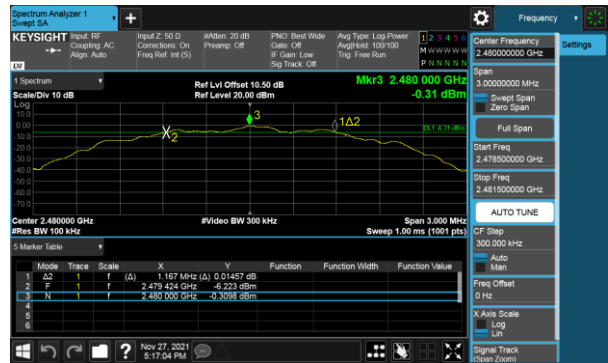 Spectrum Analyzer 1
Swept SA
Frequency
KEYSIGHT Input: RF
Coupling: AC
Align: Auto
Input Z: 50 Ω
Corrections: On
Freq Ref: Int (S)
#Atten: 20 dB
Preamp: Off
PNO: Best Wide
Gate: Off
IF Gain: Low
Sig Track: Off
Avg Type: Log-Power
Avg|Hold: 100/100
Trig: Free Run
1 2 3 4 5 6
M W W W W W
P N N N N N
Settings
1 Spectrum
Scale/Div 10 dB
Ref Lvl Offset 10.50 dB
Ref Level 20.00 dBm
Mkr3 2.480 000 GHz
-0.31 dBm
Log
10.0
0.00
-10.0
-20.0
-30.0
-40.0
-50.0
-60.0
-70.0
2
3
1Δ2
Center 2.480000 GHz
#Res BW 100 kHz
#Video BW 300 kHz
Span 3.000 MHz
Sweep 1.00 ms (1001 pts)
5 Marker Table
Mode Trace Scale X Y Function Function Width Function Value
1 Δ2 1 f (Δ) 1.167 MHz (Δ) 0.01457 dB
2 F 1 f 2.479 424 GHz -6.223 dBm
3 N 1 f 2.480 000 GHz -0.3098 dBm
4
5
6
Center Frequency
2.480000000 GHz
Span
3.00000000 MHz
Swept Span
Zero Span
Full Span
Start Freq
2.478500000 GHz
Stop Freq
2.481500000 GHz
AUTO TUNE
CF Step
300.000 kHz
Auto
Man
Freq Offset
0 Hz
X Axis Scale
Log
Lin
Signal Track
(Span Zoom)
Nov 27, 2021
5:17:04 PM